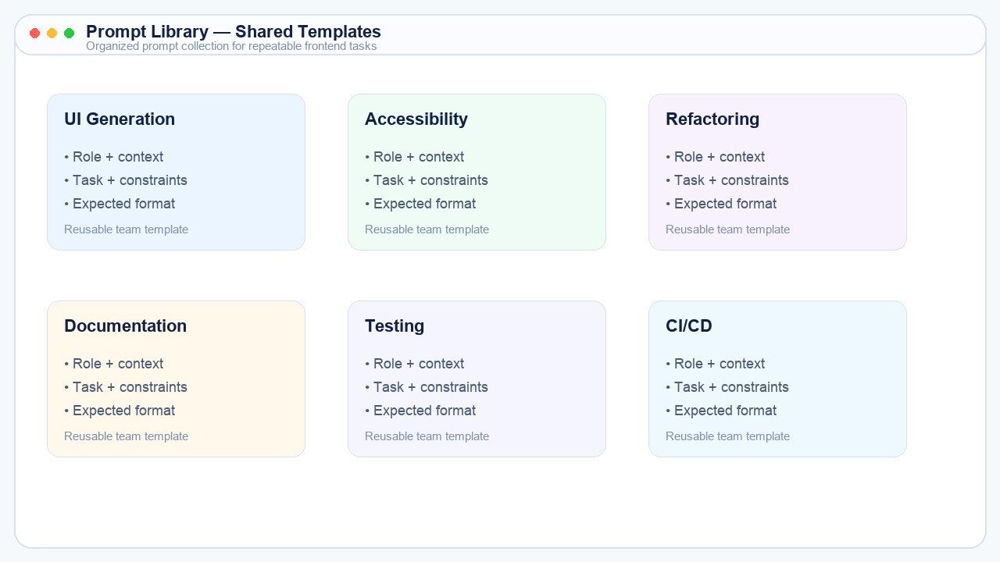 Prompt Library — Shared Templates
Organized prompt collection for repeatable frontend tasks
UI Generation
• Role + context
• Task + constraints
• Expected format
Reusable team template
Accessibility
• Role + context
• Task + constraints
• Expected format
Reusable team template
Refactoring
• Role + context
• Task + constraints
• Expected format
Reusable team template
Documentation
• Role + context
• Task + constraints
• Expected format
Reusable team template
Testing
• Role + context
• Task + constraints
• Expected format
Reusable team template
CI/CD
• Role + context
• Task + constraints
• Expected format
Reusable team template